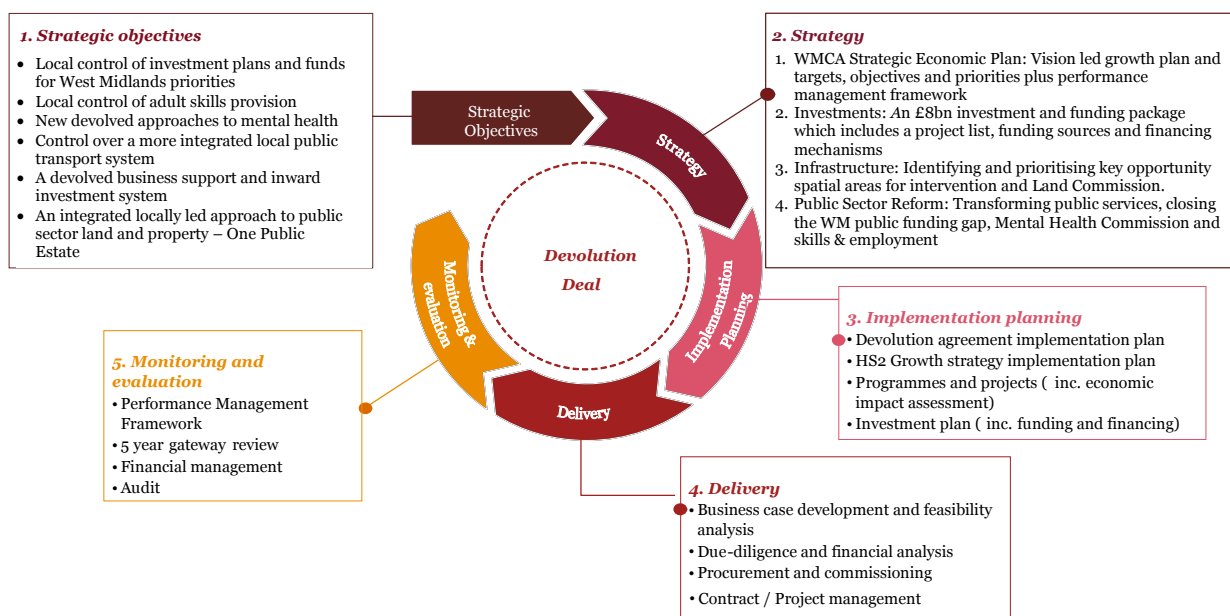 1. Strategic objectives
• Local control of investment plans and funds
for West Midlands priorities
• Local control of adult skills provision
• New devolved approaches to mental health
• Control over a more integrated local public
transport system
• A devolved business support and inward
investment system
• An integrated locally led approach to public
sector land and property – One Public
Estate
Strategic
Objectives
Strategy
2. Strategy
1. WMCA Strategic Economic Plan: Vision led growth plan and
targets, objectives and priorities plus performance
management framework
2. Investments: An £8bn investment and funding package
which includes a project list, funding sources and financing
mechanisms
3. Infrastructure: Identifying and prioritising key opportunity
spatial areas for intervention and Land Commission.
4. Public Sector Reform: Transforming public services, closing
the WM public funding gap, Mental Health Commission and
skills & employment
Devolution
Deal
Implementation
Planning
3. Implementation planning
• Devolution agreement implementation plan
• HS2 Growth strategy implementation plan
• Programmes and projects ( inc. economic
impact assessment)
• Investment plan ( inc. funding and financing)
Delivery
4. Delivery
• Business case development and feasibility
analysis
• Due-diligence and financial analysis
• Procurement and commissioning
• Contract / Project management
Monitoring &
evaluation
5. Monitoring and
evaluation
• Performance Management
Framework
• 5 year gateway review
• Financial management
• Audit